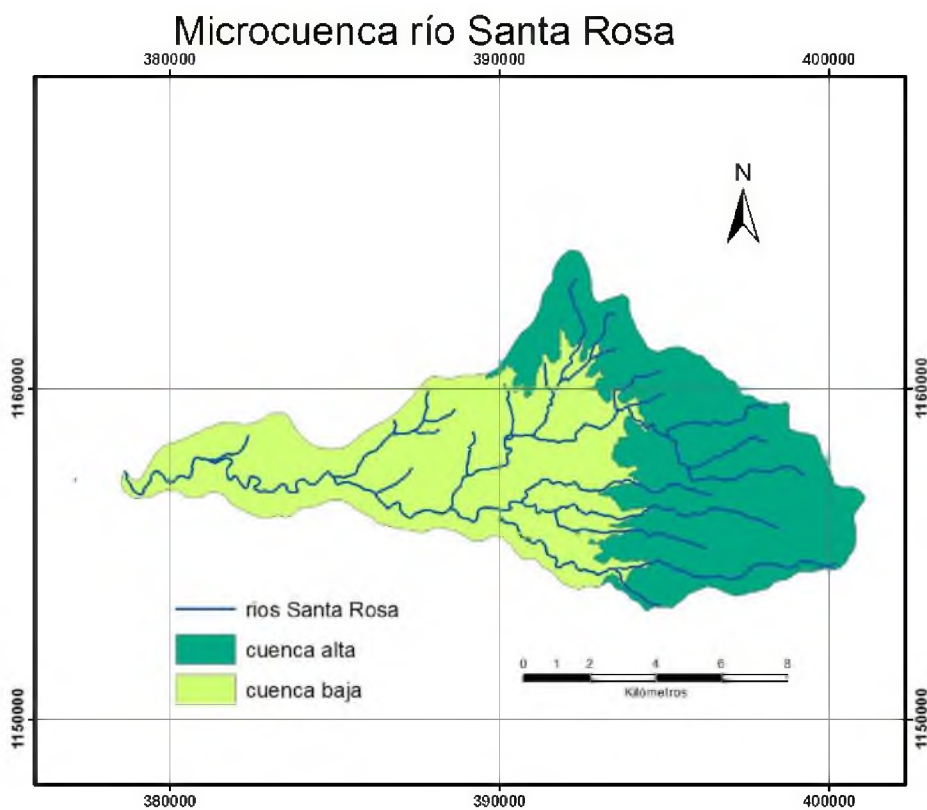 Microcuenca río Santa Rosa
380000 390000 400000
N
1160000 1160000
rios Santa Rosa
cuenca alta
cuenca baja
0 1 2 4 6 8
Kilómetros
1150000 1150000
380000 390000 400000